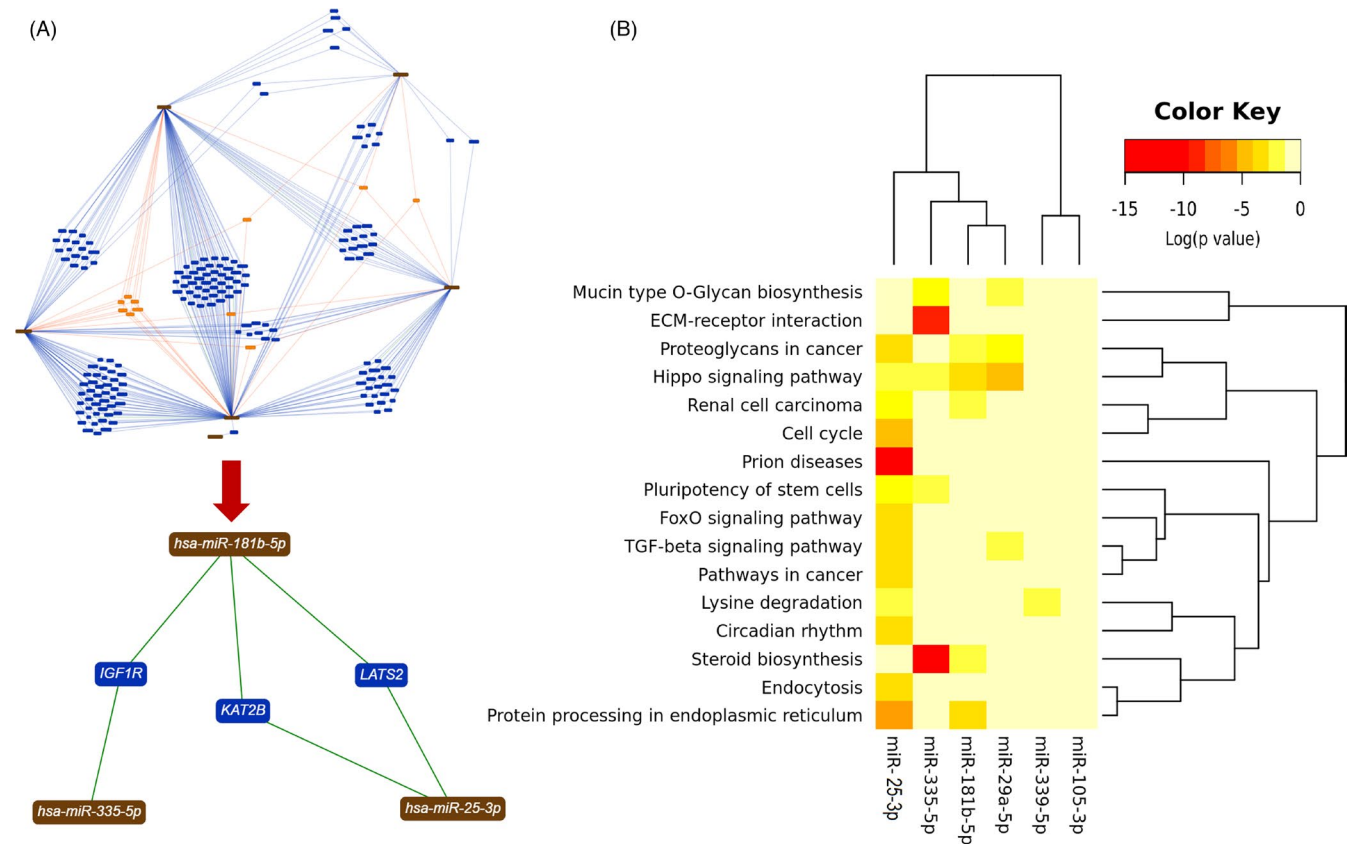 (A)
hsa-miR-181b-5p
IGF1R
LATS2
KAT2B
hsa-miR-335-5p
hsa-miR-25-3p
(B)
Color Key
-15 -10 -5 0
Log(p value)
Mucin type O-Glycan biosynthesis
ECM-receptor interaction
Proteoglycans in cancer
Hippo signaling pathway
Renal cell carcinoma
Cell cycle
Prion diseases
Pluripotency of stem cells
FoxO signaling pathway
TGF-beta signaling pathway
Pathways in cancer
Lysine degradation
Circadian rhythm
Steroid biosynthesis
Endocytosis
Protein processing in endoplasmic reticulum
miR-25-3p
miR-335-5p
miR-181b-5p
miR-29a-5p
miR-339-5p
miR-105-3p